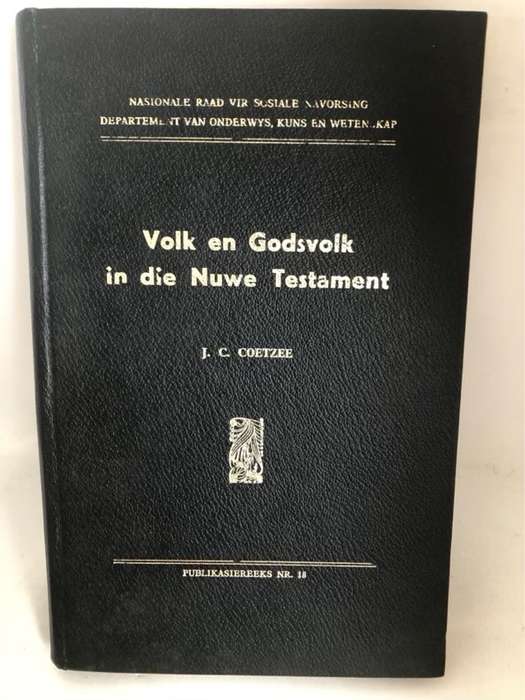 NASIONALE RAAD VIR SOSIALE NAVORSING
DEPARTEMENT VAN ONDERWYS, KUNS EN WETENSKAP
Volk en Godsvolk
in die Nuwe Testament
J. C. COETZEE
PUBLIKASIEREEKS NR. 18